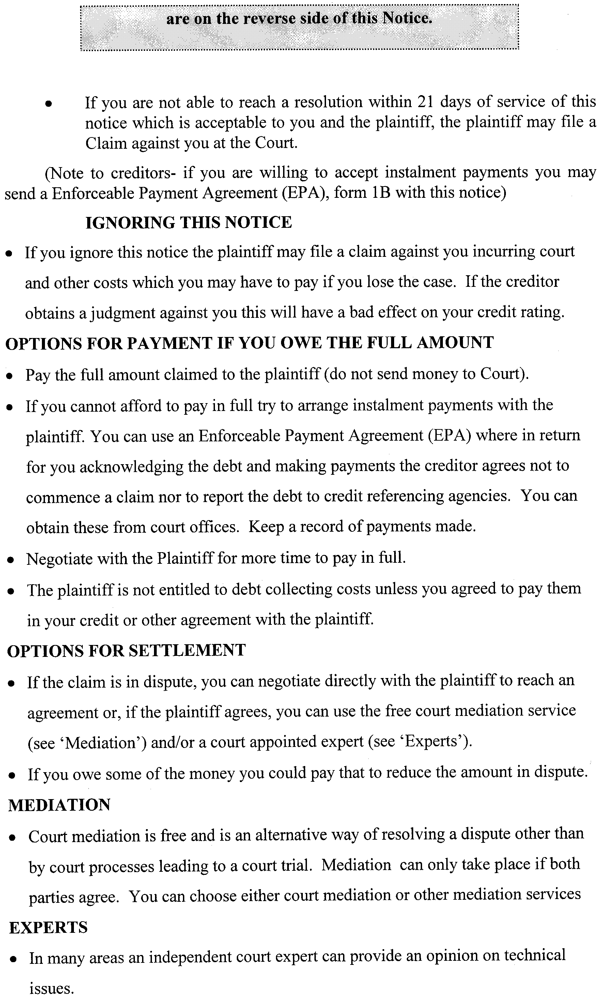 are on the reverse side of this Notice.
• If you are not able to reach a resolution within 21 days of service of this
notice which is acceptable to you and the plaintiff, the plaintiff may file a
Claim against you at the Court.
(Note to creditors- if you are willing to accept instalment payments you may
send a Enforceable Payment Agreement (EPA), form 1B with this notice)
IGNORING THIS NOTICE
• If you ignore this notice the plaintiff may file a claim against you incurring court
and other costs which you may have to pay if you lose the case. If the creditor
obtains a judgment against you this will have a bad effect on your credit rating.
OPTIONS FOR PAYMENT IF YOU OWE THE FULL AMOUNT
• Pay the full amount claimed to the plaintiff (do not send money to Court).
• If you cannot afford to pay in full try to arrange instalment payments with the
plaintiff. You can use an Enforceable Payment Agreement (EPA) where in return
for you acknowledging the debt and making payments the creditor agrees not to
commence a claim nor to report the debt to credit referencing agencies. You can
obtain these from court offices. Keep a record of payments made.
• Negotiate with the Plaintiff for more time to pay in full.
• The plaintiff is not entitled to debt collecting costs unless you agreed to pay them
in your credit or other agreement with the plaintiff.
OPTIONS FOR SETTLEMENT
• If the claim is in dispute, you can negotiate directly with the plaintiff to reach an
agreement or, if the plaintiff agrees, you can use the free court mediation service
(see ‘Mediation’) and/or a court appointed expert (see ‘Experts’).
• If you owe some of the money you could pay that to reduce the amount in dispute.
MEDIATION
• Court mediation is free and is an alternative way of resolving a dispute other than
by court processes leading to a court trial. Mediation can only take place if both
parties agree. You can choose either court mediation or other mediation services
EXPERTS
• In many areas an independent court expert can provide an opinion on technical
issues.